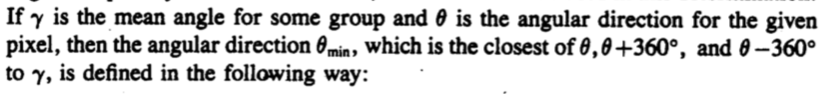 If γ is the mean angle for some group and θ is the angular direction for the given
pixel, then the angular direction θmin, which is the closest of θ, θ+360°, and θ−360°
to γ, is defined in the following way: